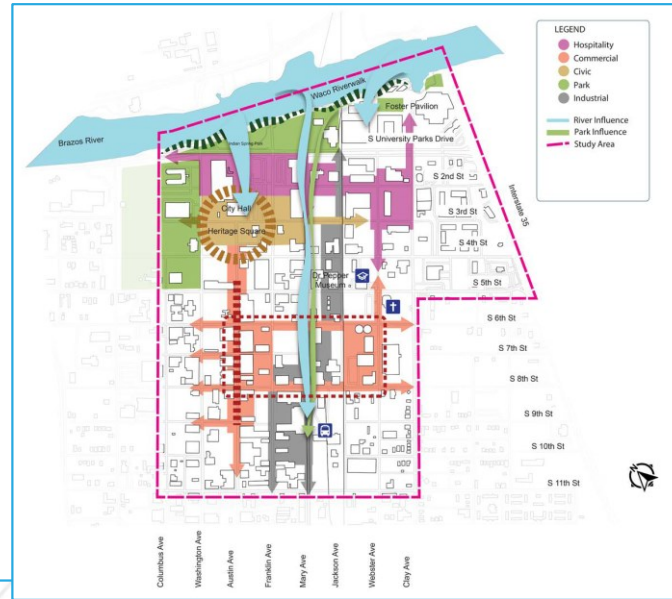 LEGEND
Hospitality
Commercial
Civic
Park
Industrial
River Influence
Park Influence
Study Area
Waco Riverwalk
Foster Pavilion
Brazos River
S University Parks Drive
Indian Spring Park
S 2nd St
Interstate 35
City Hall
S 3rd St
Heritage Square
S 4th St
Dr Pepper
Museum
S 5th St
S 6th St
S 7th St
S 8th St
S 9th St
S 10th St
S 11th St
Columbus Ave
Washington Ave
Austin Ave
Franklin Ave
Mary Ave
Jackson Ave
Webster Ave
Clay Ave